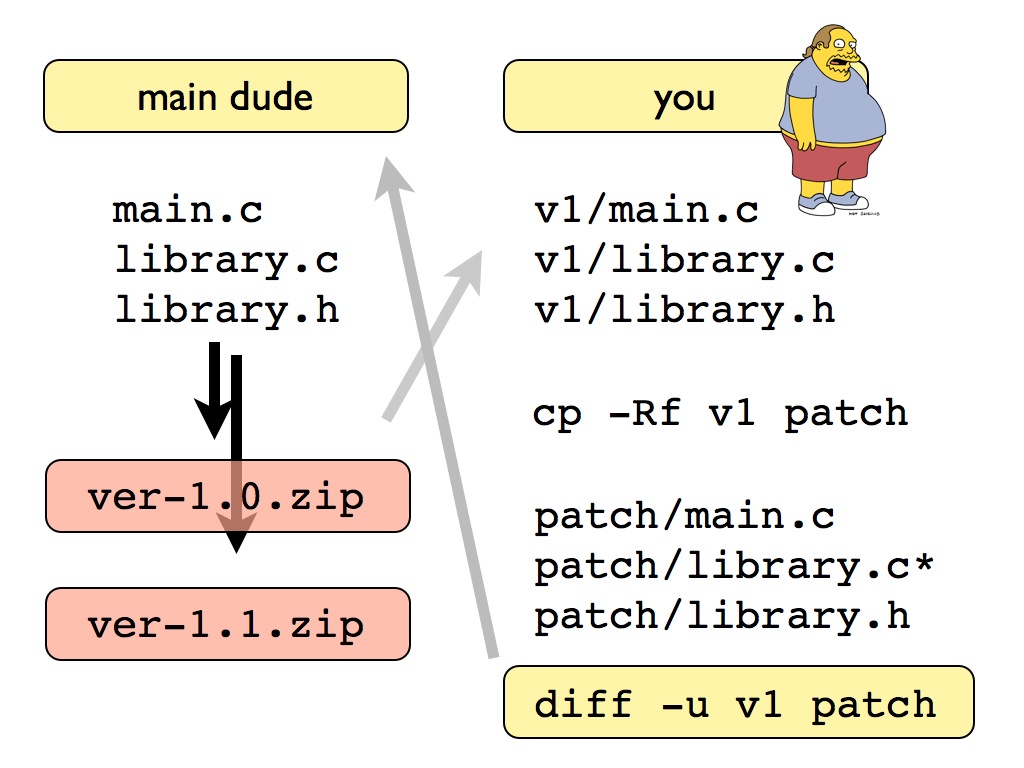 main dude
main.c
library.c
library.h
ver-1.0.zip
ver-1.1.zip
you
v1/main.c
v1/library.c
v1/library.h
cp -Rf v1 patch
patch/main.c
patch/library.c*
patch/library.h
diff -u v1 patch